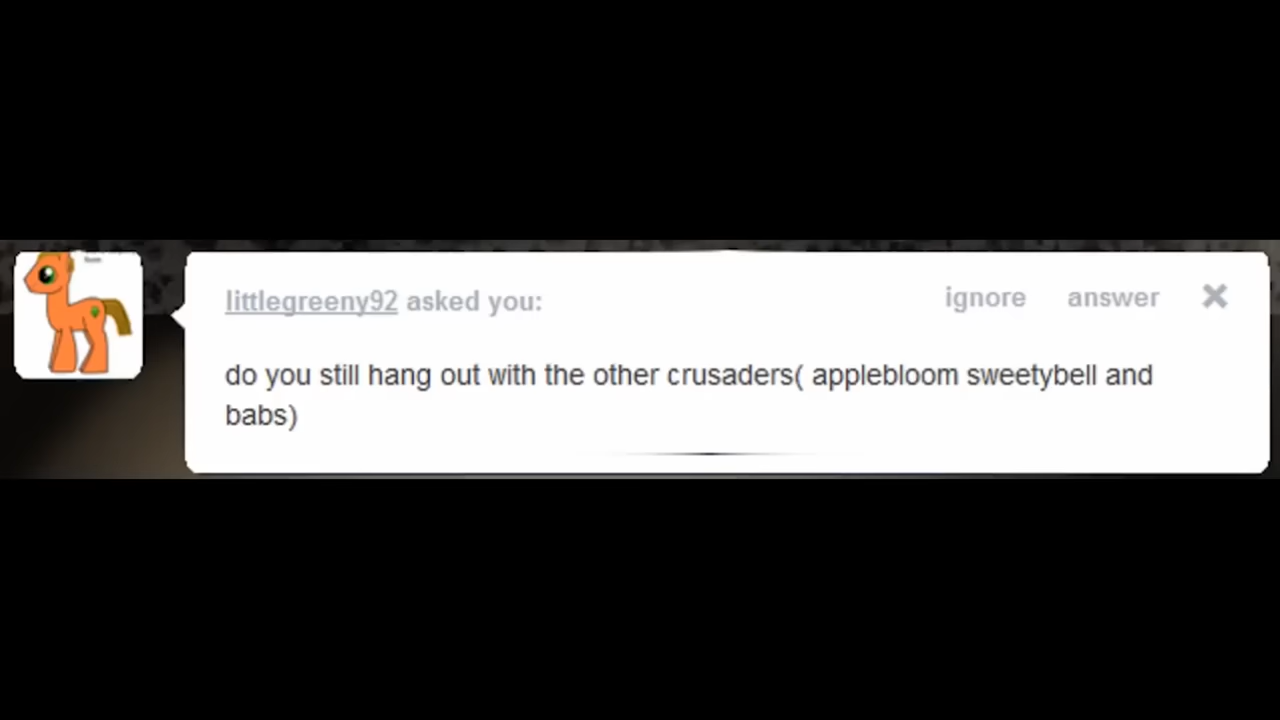 littlegreeny92 asked you:
ignore answer
do you still hang out with the other crusaders( applebloom sweetybell and
babs)